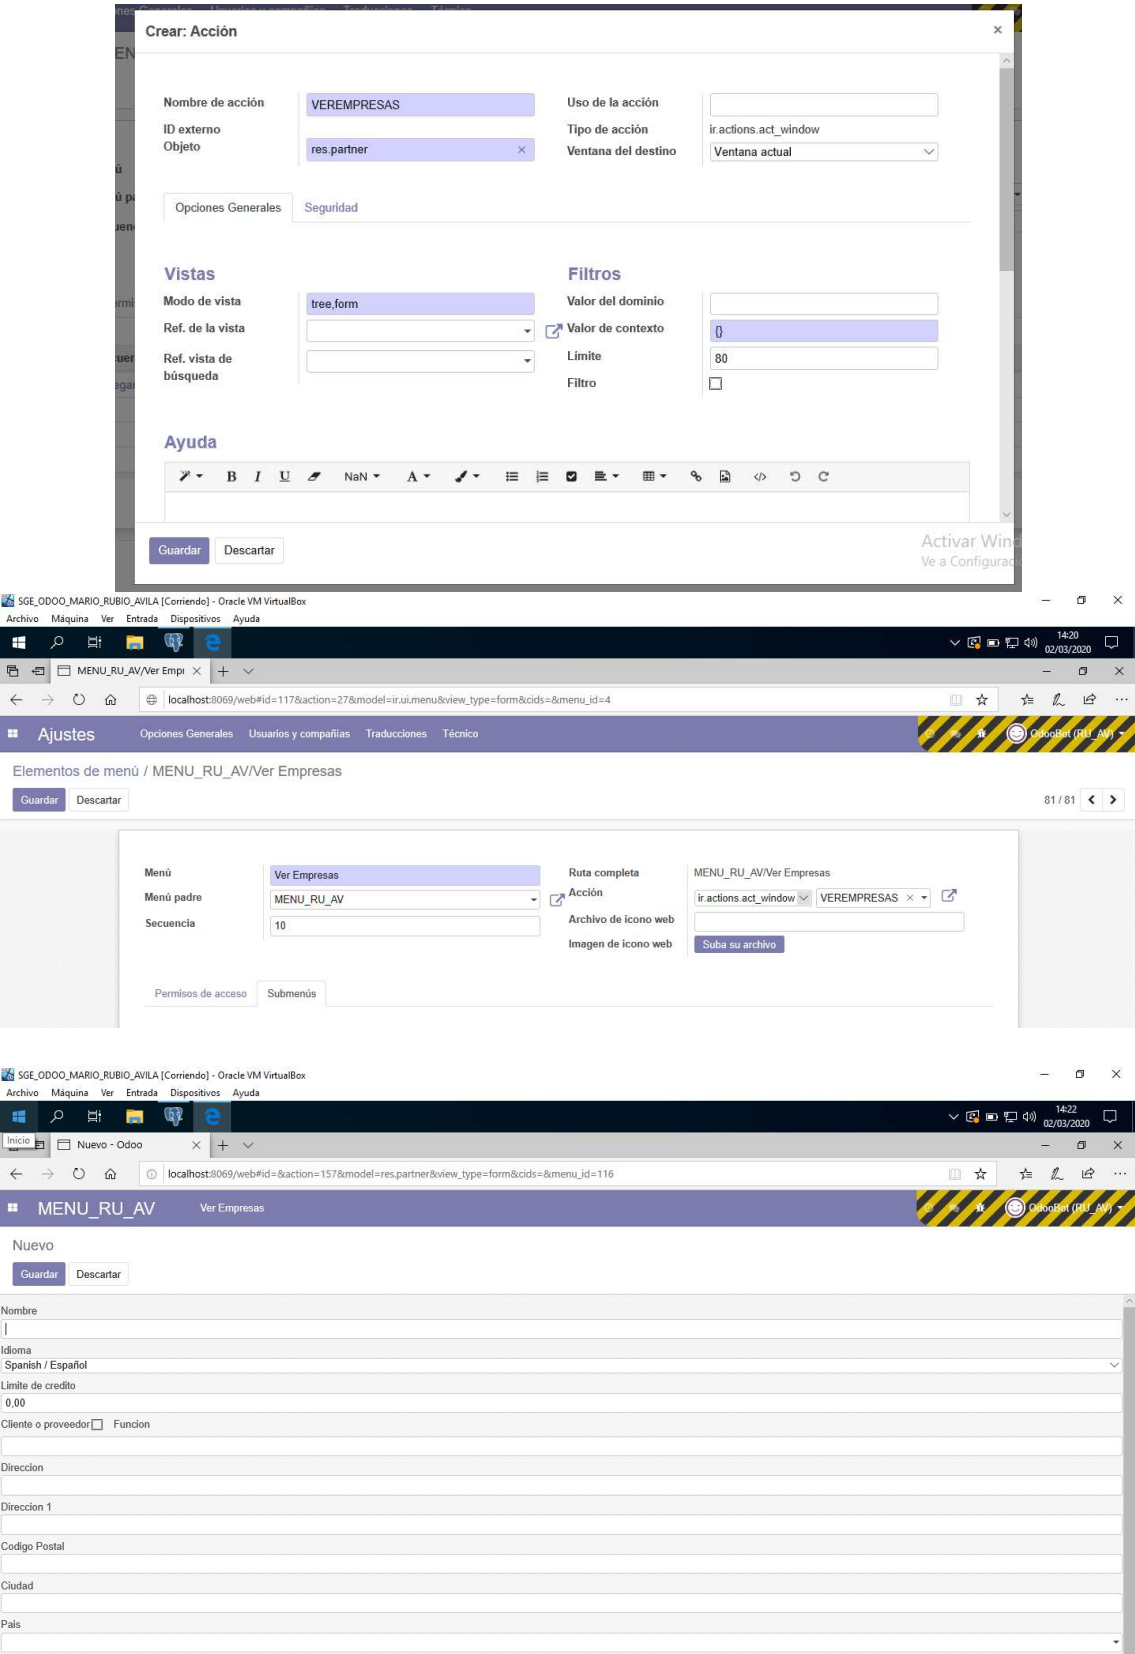 nes Generales Usuarios y compañías Traducciones Técnico
Crear: Acción ×
EN
Nombre de acción VEREMPRESAS Uso de la acción
ID externo Tipo de acción ir.actions.act_window
Objeto res.partner × Ventana del destino Ventana actual
Opciones Generales Seguridad
Vistas Filtros
Modo de vista tree,form Valor del dominio
Ref. de la vista Valor de contexto {}
Ref. vista de búsqueda Límite 80
Filtro
Ayuda
B I U NaN A
Guardar Descartar
Activar Wind
Ve a Configurac
SGE_ODOO_MARIO_RUBIO_AVILA [Corriendo] - Oracle VM VirtualBox
Archivo Máquina Ver Entrada Dispositivos Ayuda
14:20
02/03/2020
MENU_RU_AV/Ver Empr
localhost:8069/web#id=117&action=27&model=ir.ui.menu&view_type=form&cids=&menu_id=4
Ajustes Opciones Generales Usuarios y compañías Traducciones Técnico OdooBot (RU_AV)
Elementos de menú / MENU_RU_AV/Ver Empresas
Guardar Descartar 81 / 81
Menú Ver Empresas Ruta completa MENU_RU_AV/Ver Empresas
Menú padre MENU_RU_AV Acción ir.actions.act_window VEREMPRESAS ×
Secuencia 10 Archivo de icono web
Imagen de icono web Suba su archivo
Permisos de acceso Submenús
SGE_ODOO_MARIO_RUBIO_AVILA [Corriendo] - Oracle VM VirtualBox
Archivo Máquina Ver Entrada Dispositivos Ayuda
14:22
02/03/2020
Inicio
Nuevo - Odoo
localhost:8069/web#id=&action=157&model=res.partner&view_type=form&cids=&menu_id=116
MENU_RU_AV Ver Empresas OdooBot (RU_AV)
Nuevo
Guardar Descartar
Nombre
Idioma
Spanish / Español
Limite de credito
0,00
Cliente o proveedor Funcion
Direccion
Direccion 1
Codigo Postal
Ciudad
Pais